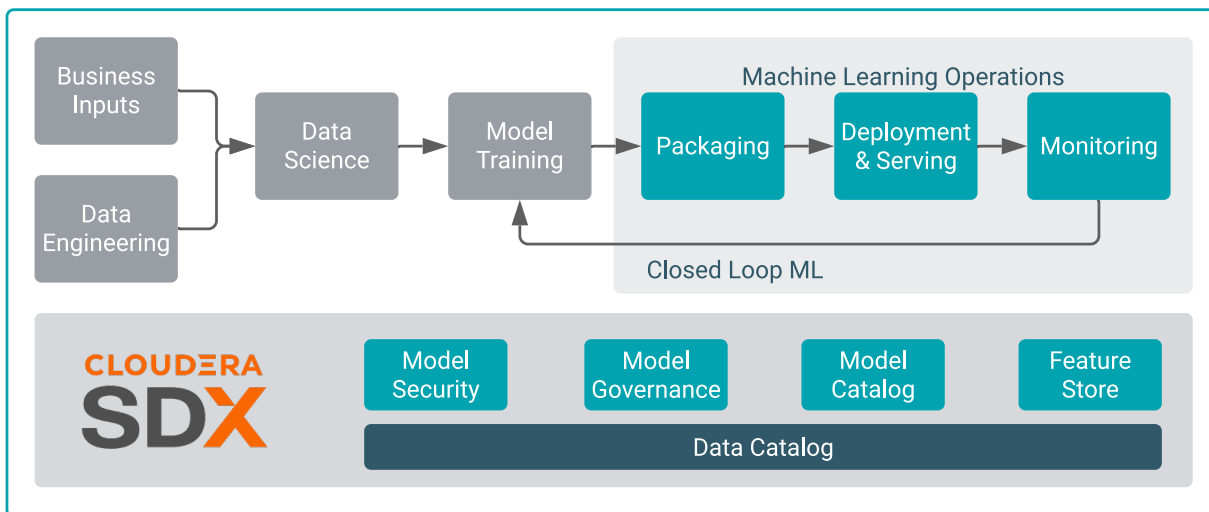 Business
Inputs
Data
Engineering
Data
Science
Model
Training
Machine Learning Operations
Packaging
Deployment
& Serving
Monitoring
Closed Loop ML
CLOUDERA
SDX
Model
Security
Model
Governance
Model
Catalog
Feature
Store
Data Catalog